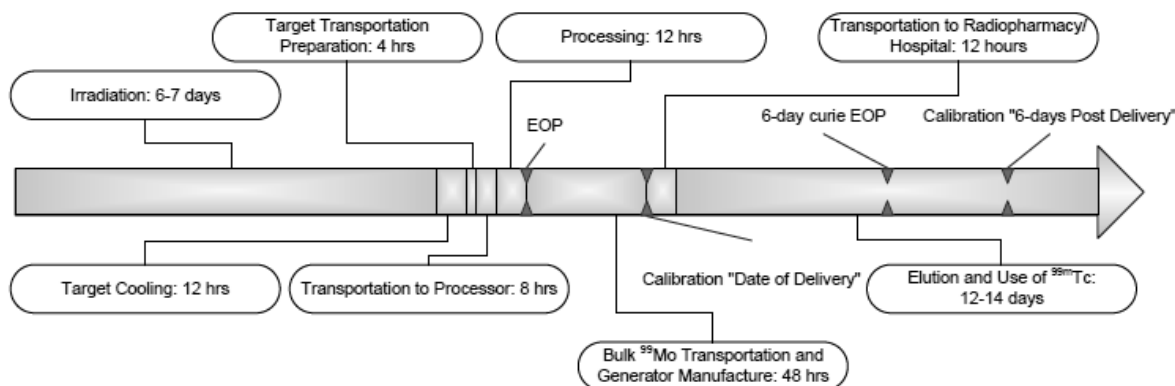 Target Transportation
Preparation: 4 hrs
Processing: 12 hrs
Transportation to Radiopharmacy/
Hospital: 12 hours
Irradiation: 6-7 days
EOP
6-day curie EOP
Calibration "6-days Post Delivery"
Target Cooling: 12 hrs
Transportation to Processor: 8 hrs
Calibration "Date of Delivery"
Elution and Use of ⁹⁹ᵐTc:
12-14 days
Bulk ⁹⁹Mo Transportation and
Generator Manufacture: 48 hrs